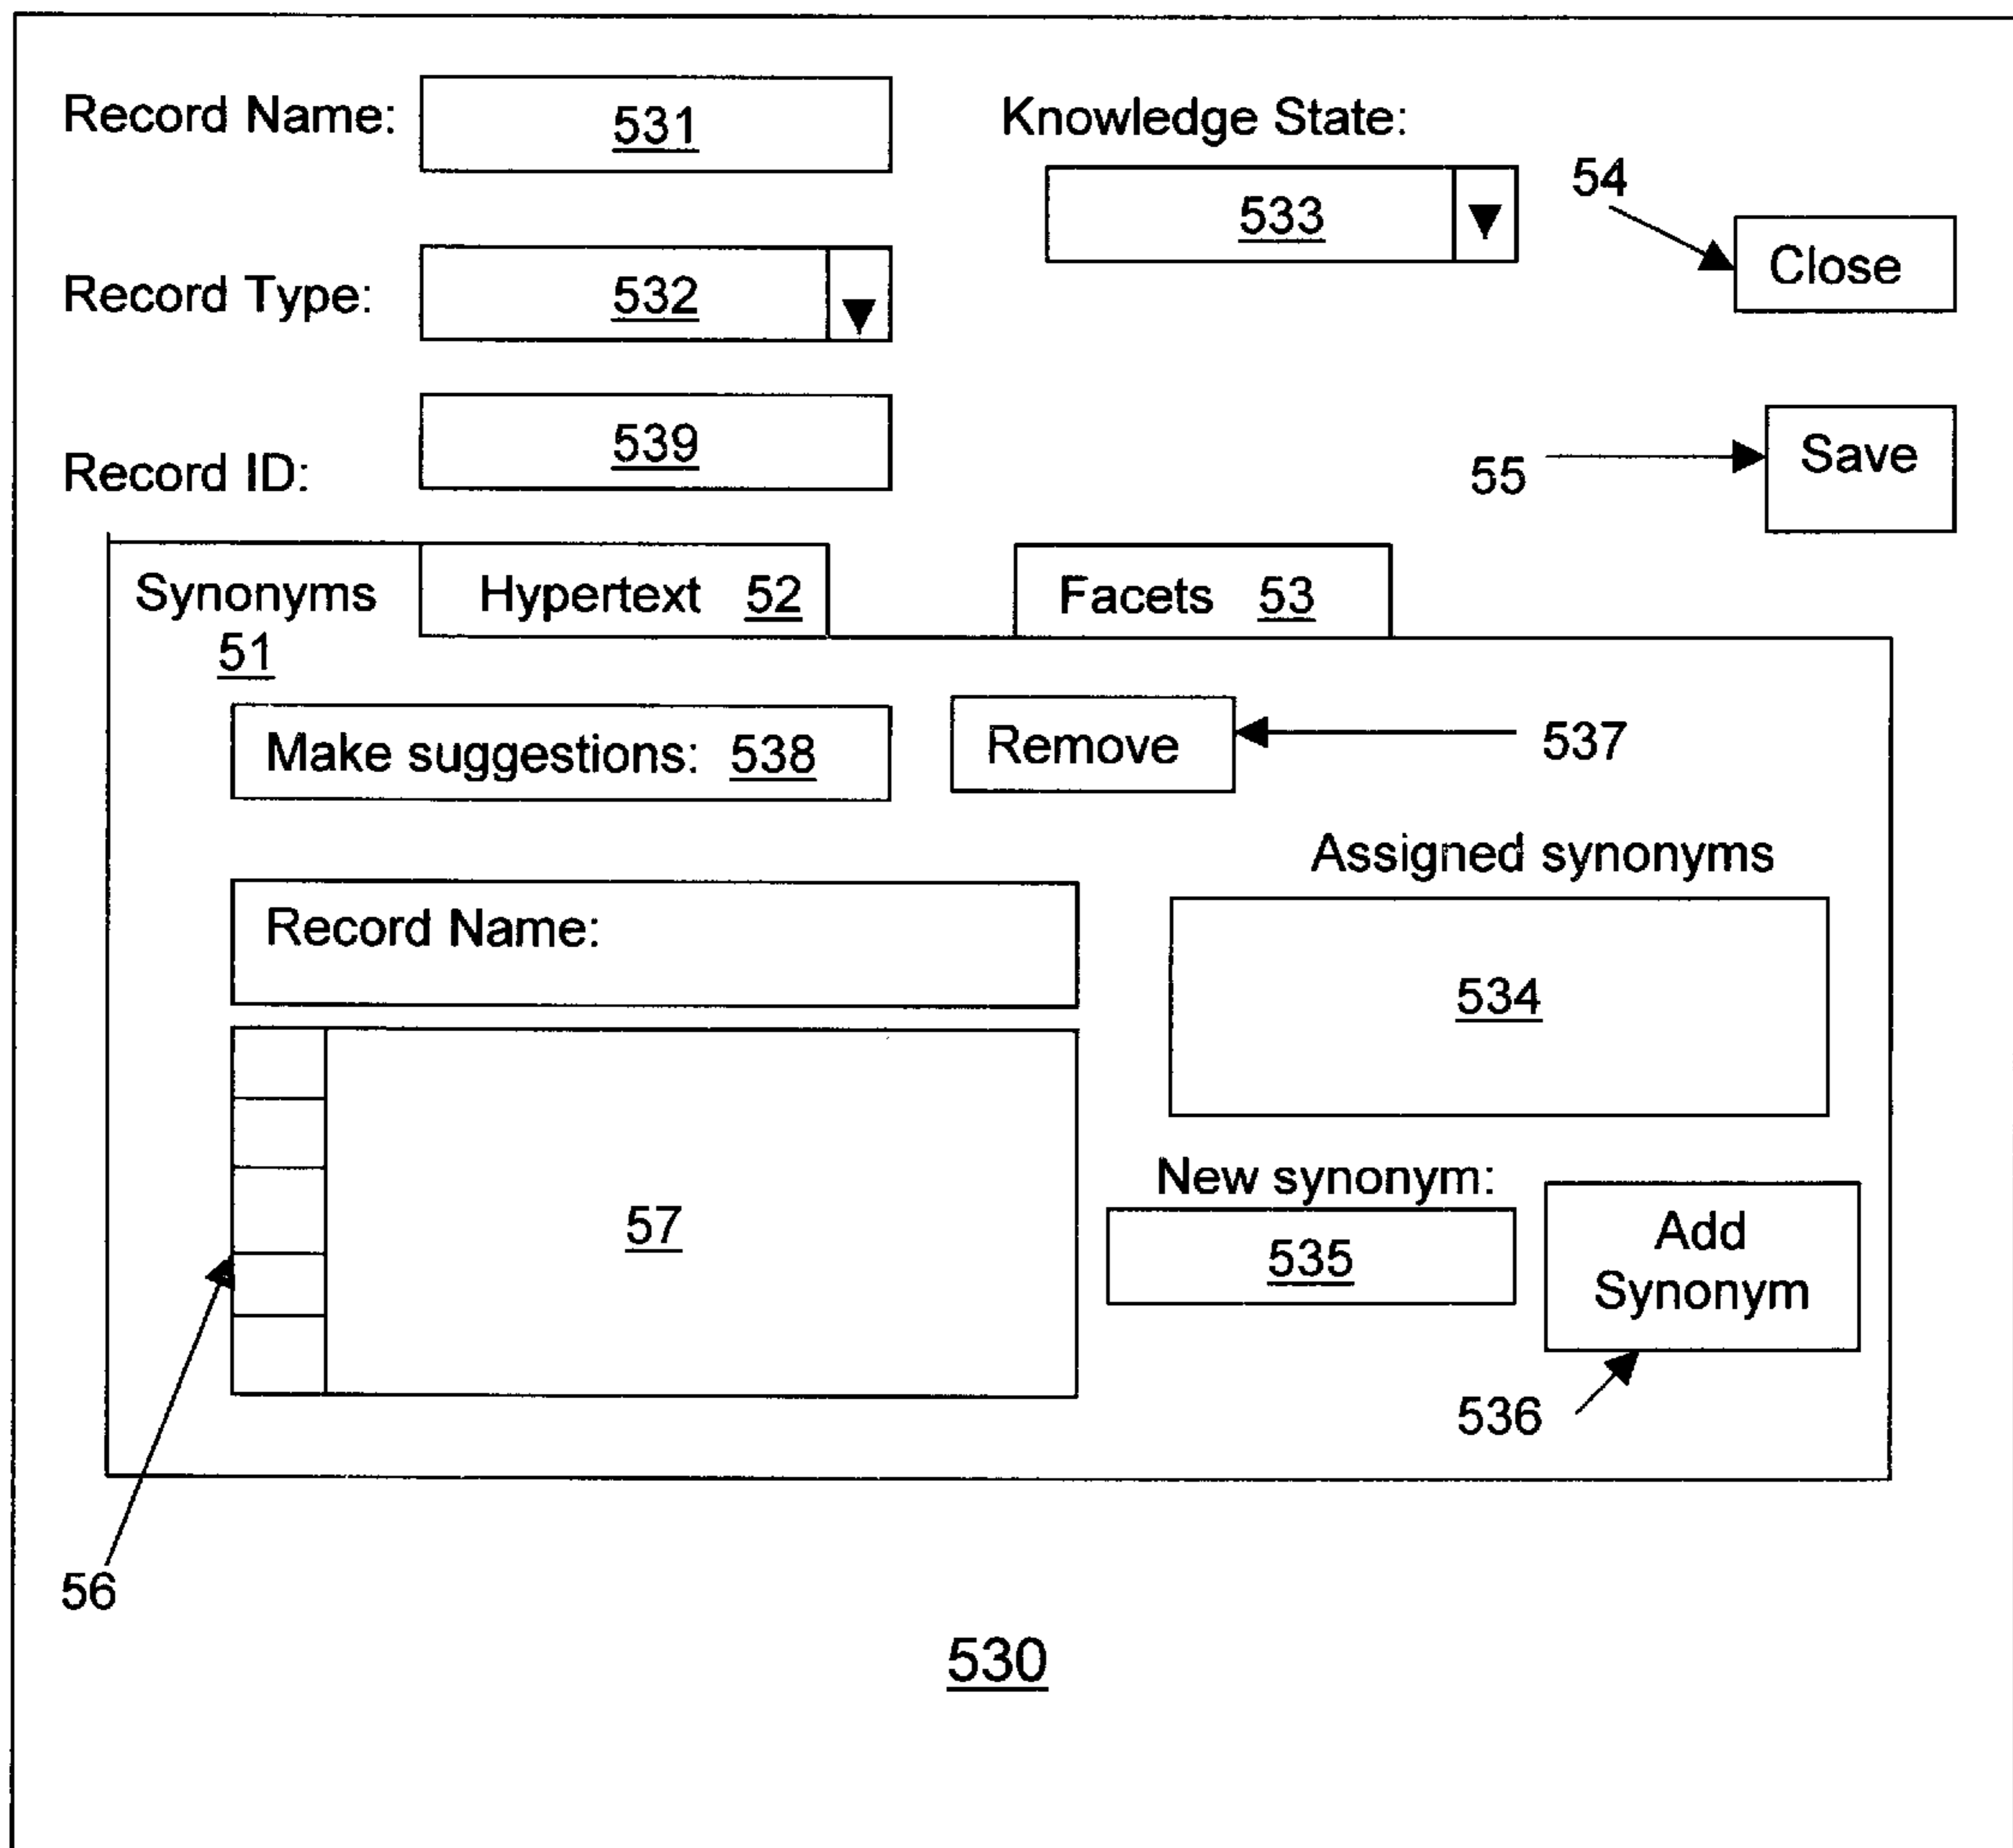 Record Name: 531
Knowledge State:
533
54
Close
Record Type: 532
Record ID: 539
55
Save
Synonyms
51
Hypertext 52
Facets 53
Make suggestions: 538
Remove
537
Assigned synonyms
Record Name:
534
New synonym:
57
535
Add
Synonym
536
56
530